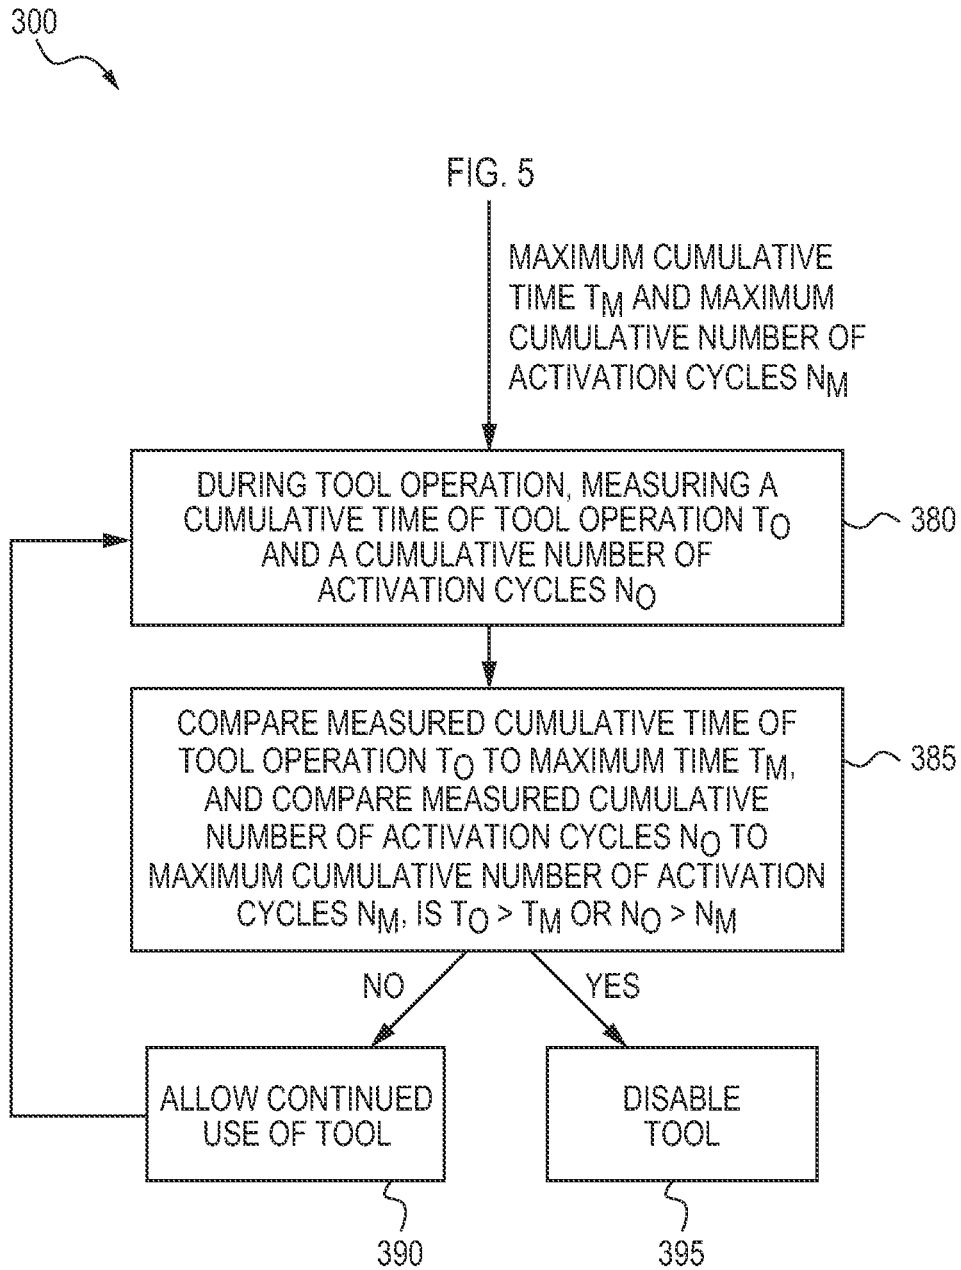 300
FIG. 5
MAXIMUM CUMULATIVE
TIME TM AND MAXIMUM
CUMULATIVE NUMBER OF
ACTIVATION CYCLES NM
DURING TOOL OPERATION, MEASURING A
CUMULATIVE TIME OF TOOL OPERATION TO
AND A CUMULATIVE NUMBER OF
ACTIVATION CYCLES NO
380
COMPARE MEASURED CUMULATIVE TIME OF
TOOL OPERATION TO TO MAXIMUM TIME TM,
AND COMPARE MEASURED CUMULATIVE
NUMBER OF ACTIVATION CYCLES NO TO
MAXIMUM CUMULATIVE NUMBER OF ACTIVATION
CYCLES NM, IS TO > TM OR NO > NM
385
NO
YES
ALLOW CONTINUED
USE OF TOOL
DISABLE
TOOL
390
395